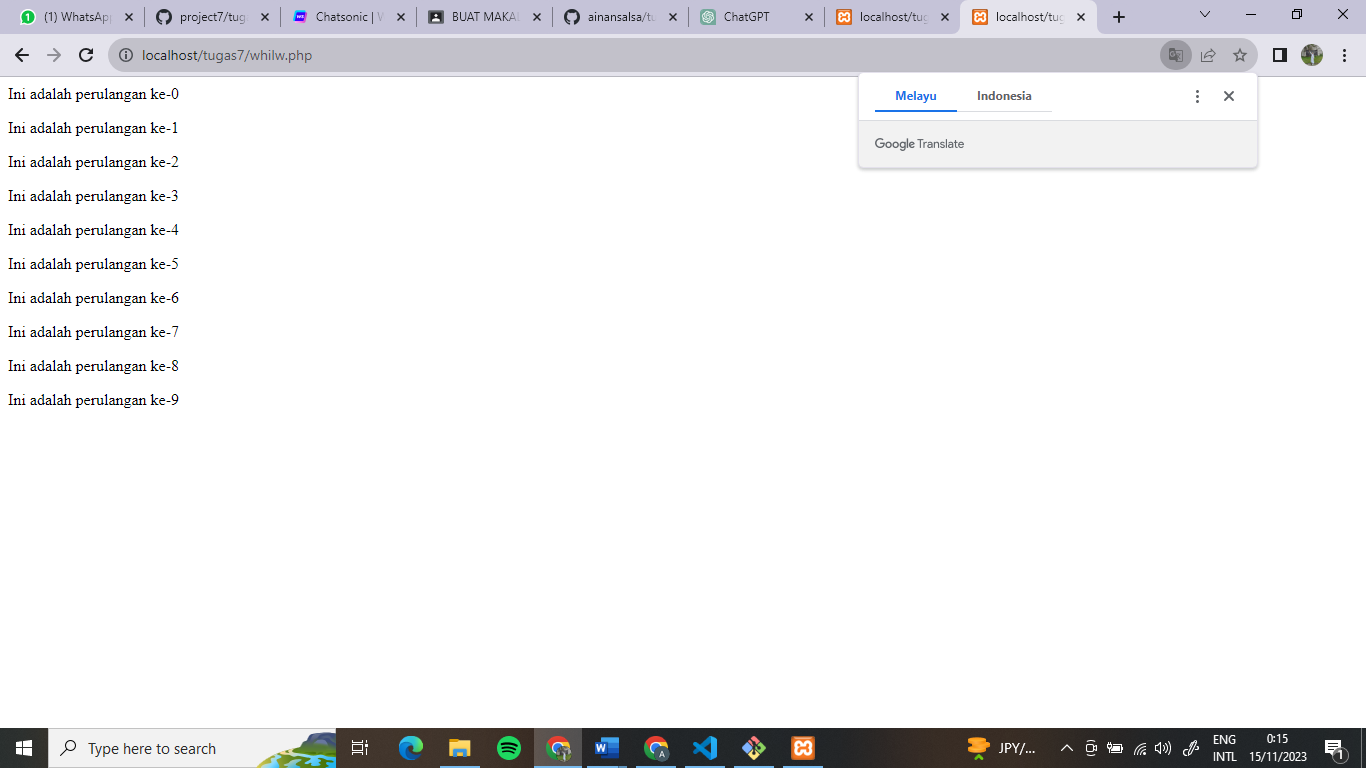 (1) WhatsApp
project7/tug
Chatsonic | W
BUAT MAKAL
ainansalsa/tu
ChatGPT
localhost/tug
localhost/tug
localhost/tugas7/whilw.php
Melayu
Indonesia
Google Translate
Ini adalah perulangan ke-0
Ini adalah perulangan ke-1
Ini adalah perulangan ke-2
Ini adalah perulangan ke-3
Ini adalah perulangan ke-4
Ini adalah perulangan ke-5
Ini adalah perulangan ke-6
Ini adalah perulangan ke-7
Ini adalah perulangan ke-8
Ini adalah perulangan ke-9
Type here to search
JPY/...
ENG
INTL
0:15
15/11/2023
1